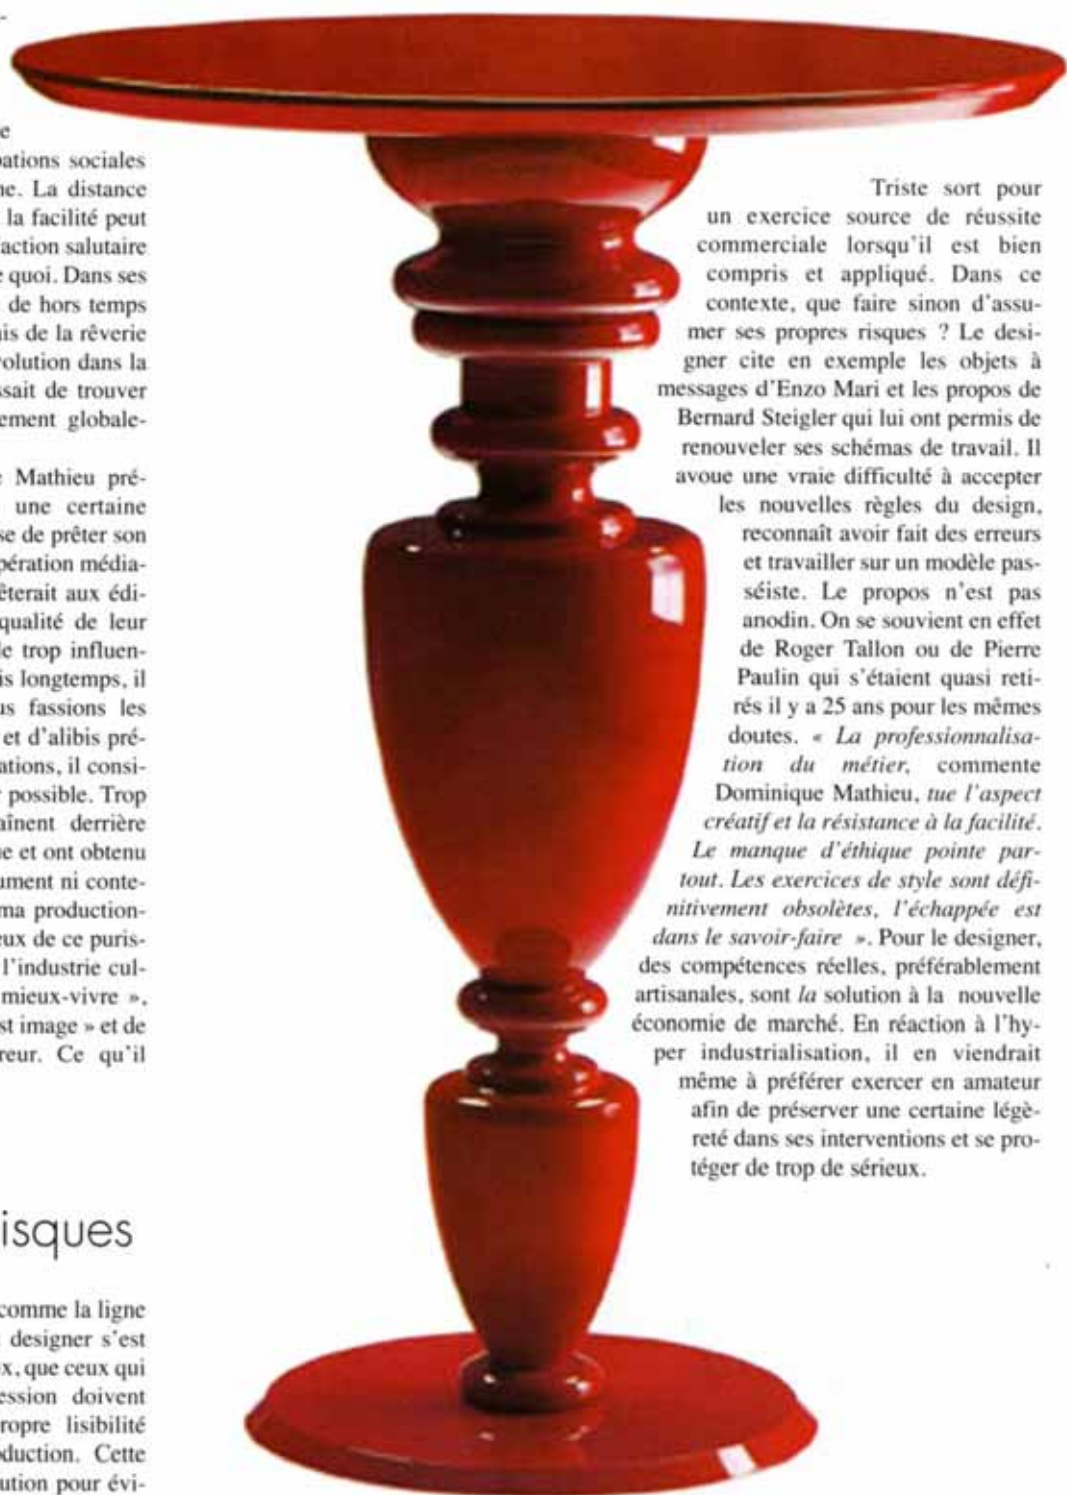 -
e
pations sociales
ne. La distance
la facilité peut
action salutaire
e quoi. Dans ses
de hors temps
ais de la rêverie
volution dans la
ssait de trouver
ement globale-
e Mathieu pré-
une certaine
se de prêter son
pération média-
êterait aux édi-
qualité de leur
le trop influen-
is longtemps, il
us fassions les
et d'alibis pré-
ations, il consi-
r possible. Trop
aînent derrière
ue et ont obtenu
ument ni conte-
ma production-
eux de ce puris-
l'industrie cul-
mieux-vivre »,
st image » et de
reur. Ce qu'il
isques
comme la ligne
designer s'est
x, que ceux qui
ession doivent
ropre lisibilité
duction. Cette
ution pour évi-
Triste sort pour
un exercice source de réussite
commerciale lorsqu'il est bien
compris et appliqué. Dans ce
contexte, que faire sinon d'assu-
mer ses propres risques ? Le desi-
gner cite en exemple les objets à
messages d'Enzo Mari et les propos de
Bernard Steigler qui lui ont permis de
renouveler ses schémas de travail. Il
avoue une vraie difficulté à accepter
les nouvelles règles du design,
reconnaît avoir fait des erreurs
et travailler sur un modèle pas-
séiste. Le propos n'est pas
anodin. On se souvient en effet
de Roger Tallon ou de Pierre
Paulin qui s'étaient quasi reti-
rés il y a 25 ans pour les mêmes
doutes. « La professionnalisa-
tion du métier, commente
Dominique Mathieu, tue l'aspect
créatif et la résistance à la facilité.
Le manque d'éthique pointe par-
tout. Les exercices de style sont défi-
nitivement obsolètes, l'échappée est
dans le savoir-faire ». Pour le designer,
des compétences réelles, préférablement
artisanales, sont la solution à la nouvelle
économie de marché. En réaction à l'hy-
per industrialisation, il en viendrait
même à préférer exercer en amateur
afin de préserver une certaine légè-
reté dans ses interventions et se pro-
téger de trop de sérieux.